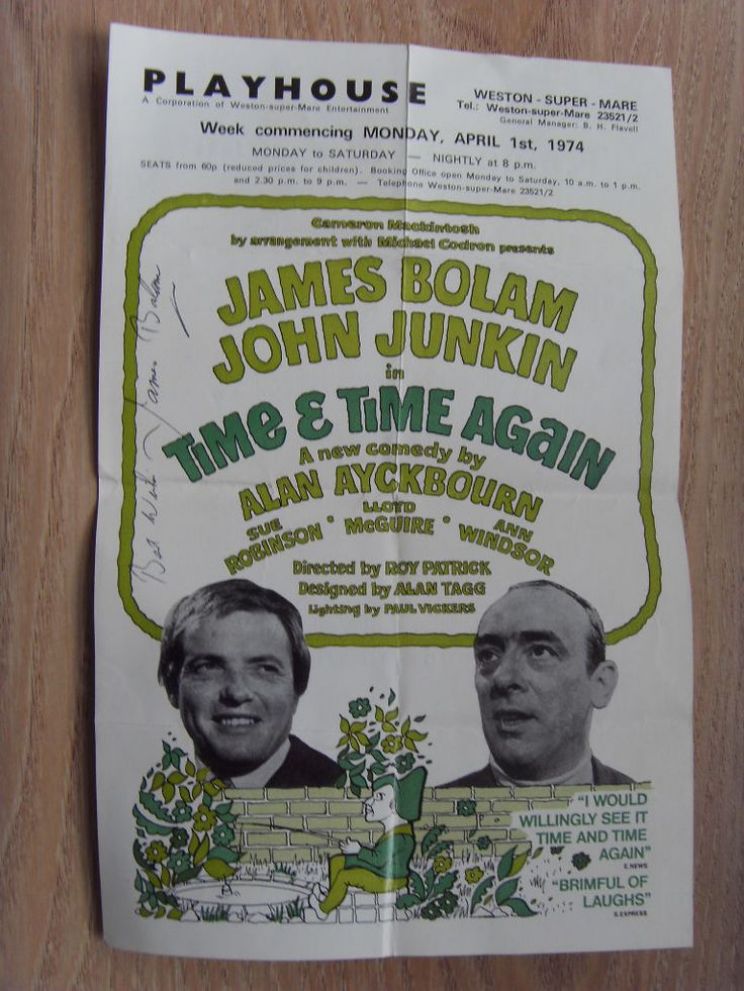 PLAYHOUSE
A Corporation of Weston-super-Mare Entertainment
WESTON - SUPER - MARE
Tel.: Weston-super-Mare 23521/2
General Manager: B. H. Flavell
Week commencing MONDAY, APRIL 1st, 1974
MONDAY to SATURDAY — NIGHTLY at 8 p.m.
SEATS from 60p (reduced prices for children). Booking Office open Monday to Saturday, 10 a.m. to 1 p.m.
and 2.30 p.m. to 9 p.m. — Telephone Weston-super-Mare 23521/2
Cameron Mackintosh
by arrangement with Michael Codron presents
JAMES BOLAM
JOHN JUNKIN
in
TIME & TIME AGAIN
A new comedy by
ALAN AYCKBOURN
SUE ROBINSON • LLOYD McGUIRE • ANN WINDSOR
Directed by ROY PATRICK
Designed by ALAN TAGG
Lighting by PAUL VICKERS
Best Wishes James Bolam
"I WOULD
WILLINGLY SEE IT
TIME AND TIME
AGAIN"
E. NEWS
"BRIMFUL OF
LAUGHS"
S. EXPRESS